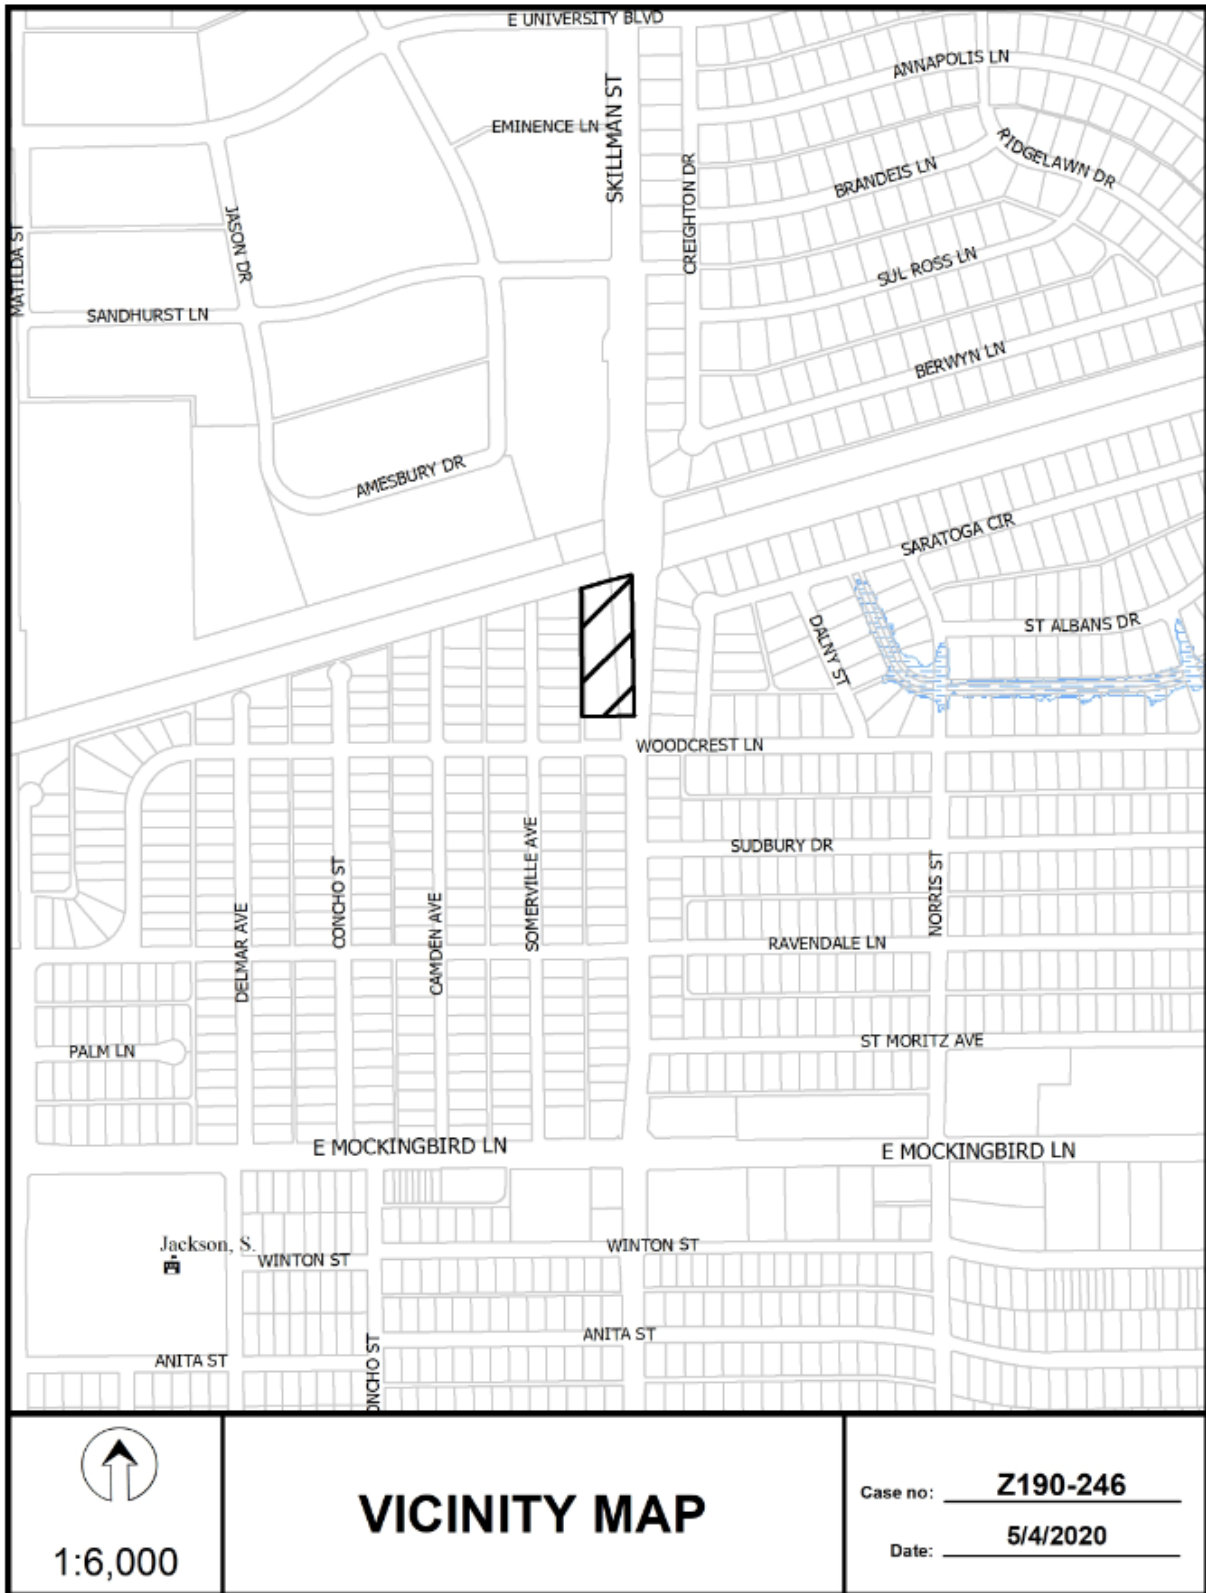 E UNIVERSITY BLVD
SKILLMAN ST
ANNAPOLIS LN
EMINENCE LN
RIDGELAWN DR
BRANDEIS LN
CREIGHTON DR
JASON DR
MATILDA ST
SUL ROSS LN
SANDHURST LN
BERWYN LN
AMESBURY DR
SARATOGA CIR
ST ALBANS DR
DALNY ST
WOODCREST LN
SUDBURY DR
SOMERVILLE AVE
CONCHO ST
NORRIS ST
CAMDEN AVE
DELMAR AVE
RAVENDALE LN
ST MORITZ AVE
PALM LN
E MOCKINGBIRD LN
E MOCKINGBIRD LN
Jackson, S.
WINTON ST
WINTON ST
ANITA ST
ANITA ST
ONCHO ST
1:6,000
VICINITY MAP
Case no: Z190-246
Date: 5/4/2020